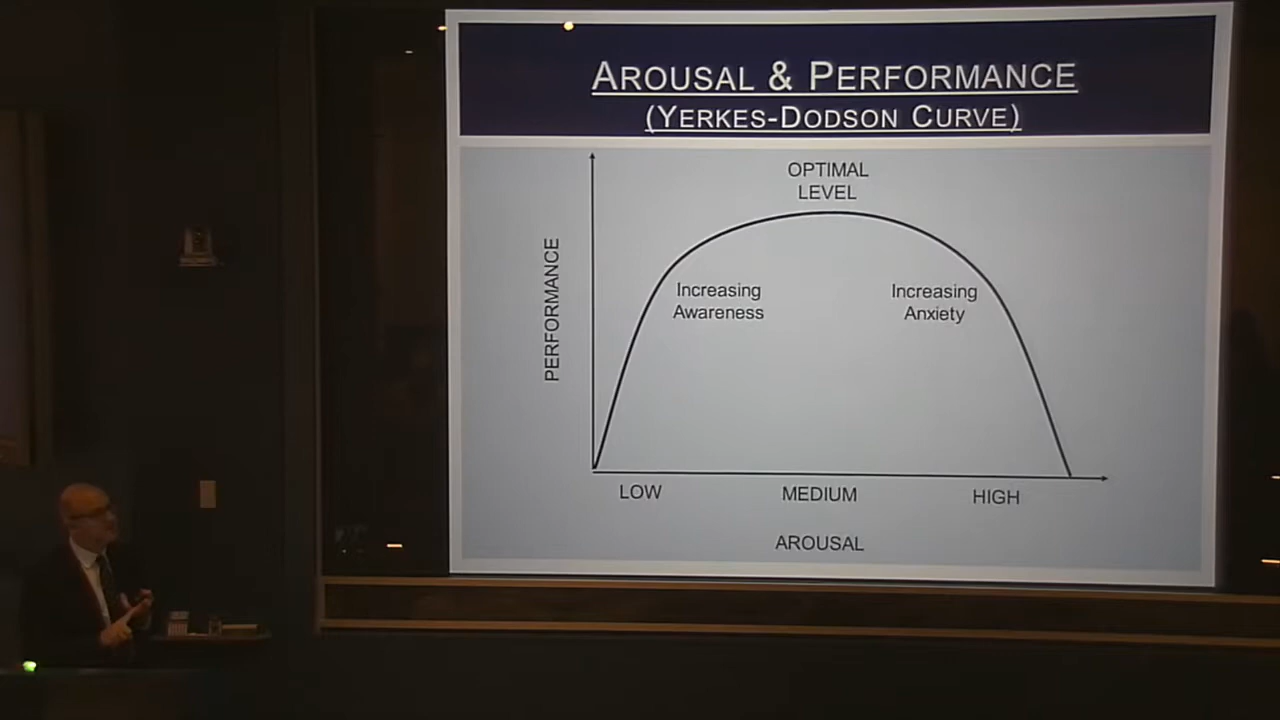 AROUSAL & PERFORMANCE
(YERKES-DODSON CURVE)
OPTIMAL
LEVEL
PERFORMANCE
Increasing
Awareness
Increasing
Anxiety
LOW
MEDIUM
HIGH
AROUSAL